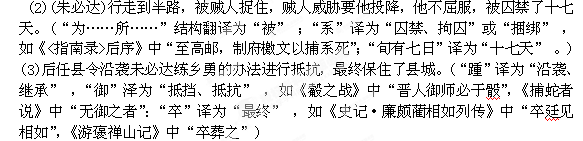 (2)(朱必达)行走到半路，被贼人捉住，贼人威胁要他投降，他不屈服，被囚禁了十七
天。(“为……所……”结构翻译为“被”；“系”译为“囚禁、拘囚”或“捆绑”，
如《<指南录>后序》中“至高邮，制府檄文以捕系死”；“旬有七日”译为“十七天” 。)
(3)后任县令沿袭朱必达练乡勇的办法进行抵抗，最终保住了县城。(“踵”译为“沿袭、
继承” ，“御”泽为“抵挡、抵抗” ，如《殽之战》中“晋人御师必于殽”，《捕蛇者
说》中“无御之者”：“卒”译为“最终” ，如《史记·廉颇蔺相如列传》中“卒廷见
相如”，《游褒禅山记》中“卒葬之”)